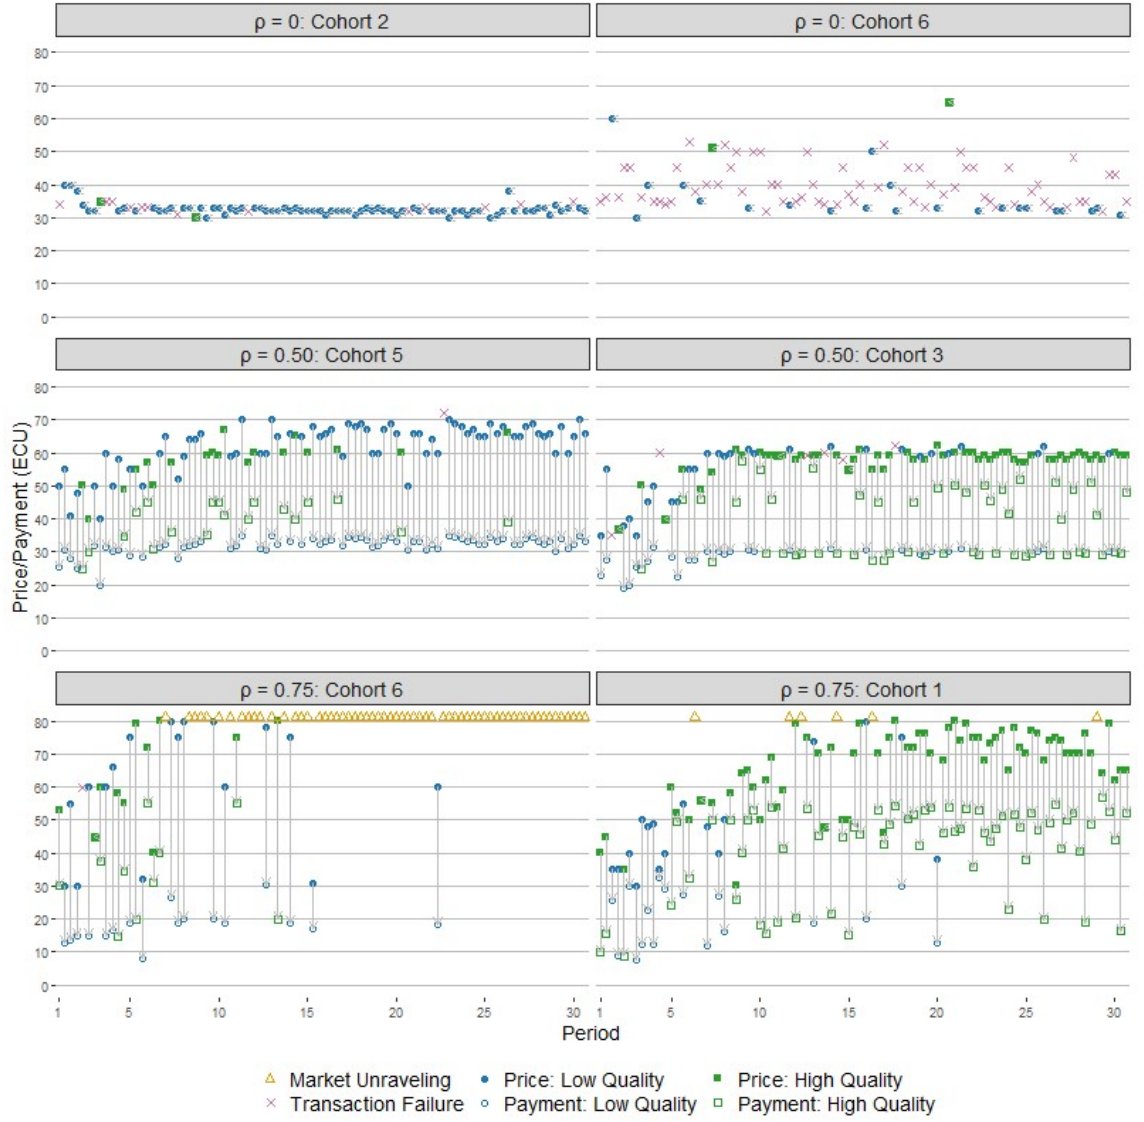 ρ = 0: Cohort 2
ρ = 0: Cohort 6
80
70
60
50
40
30
20
10
0
ρ = 0.50: Cohort 5
ρ = 0.50: Cohort 3
80
70
60
50
40
30
20
10
0
Price/Payment (ECU)
ρ = 0.75: Cohort 6
ρ = 0.75: Cohort 1
80
70
60
50
40
30
20
10
0
1 5 10 15 20 25 30
1 5 10 15 20 25 30
Period
Market Unraveling Price: Low Quality Price: High Quality
Transaction Failure Payment: Low Quality Payment: High Quality